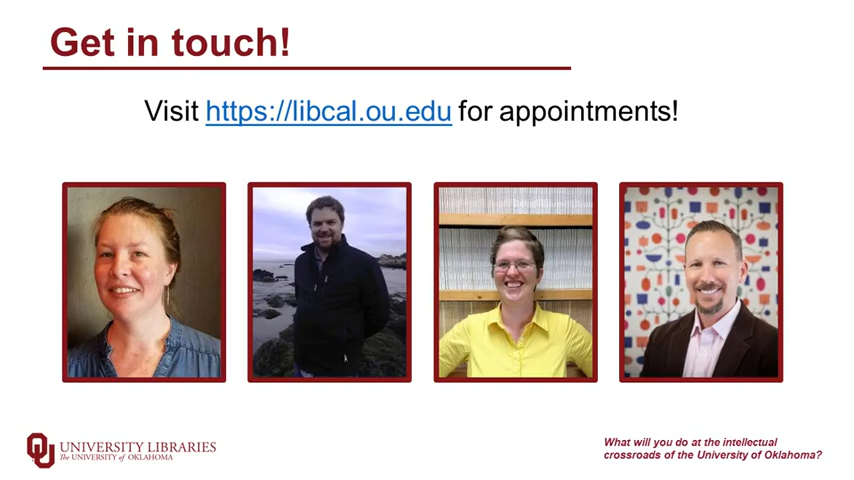 Get in touch!
Visit https://libcal.ou.edu for appointments!
UNIVERSITY LIBRARIES
The UNIVERSITY of OKLAHOMA
What will you do at the intellectual
crossroads of the University of Oklahoma?